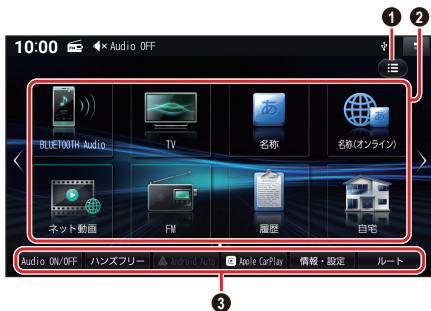 1
2
10:00 Audio OFF
BLUETOOTH Audio
TV
あ
名称
あ
名称(オンライン)
ネット動画
FM
履歴
自宅
Audio ON/OFF
ハンズフリー
Android Auto
Apple CarPlay
情報・設定
ルート
3